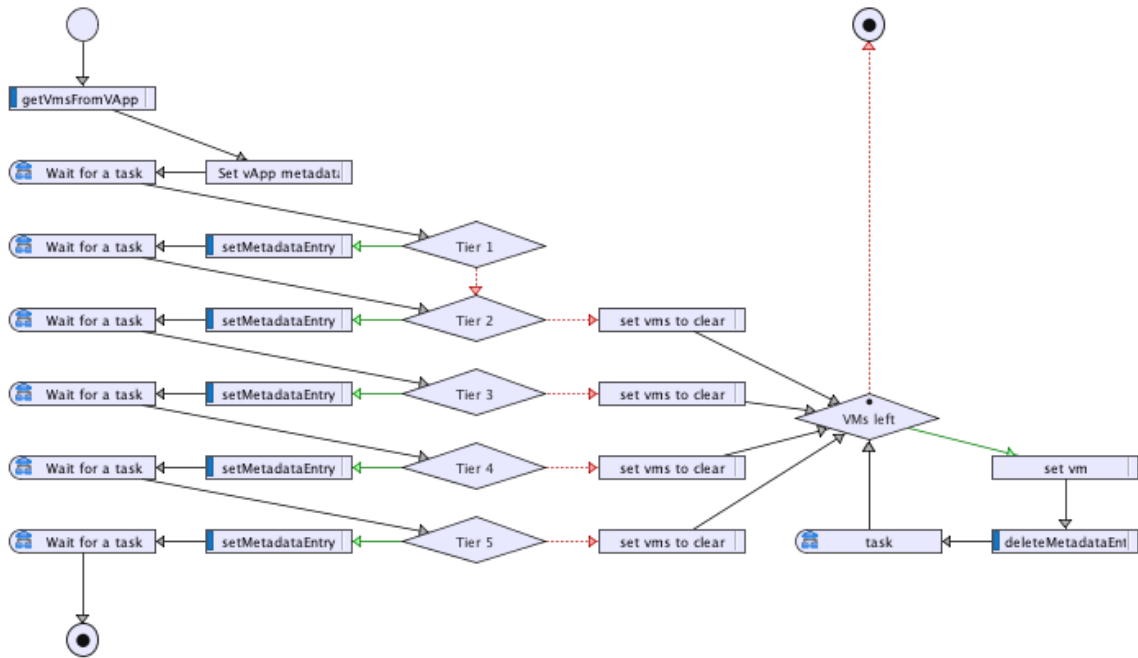 getVmsFromVApp
Wait for a task
Set vApp metadata
Wait for a task
setMetadataEntry
Tier 1
Wait for a task
setMetadataEntry
Tier 2
set vms to clear
Wait for a task
setMetadataEntry
Tier 3
set vms to clear
VMs left
Wait for a task
setMetadataEntry
Tier 4
set vms to clear
set vm
Wait for a task
setMetadataEntry
Tier 5
set vms to clear
task
deleteMetadataEnt